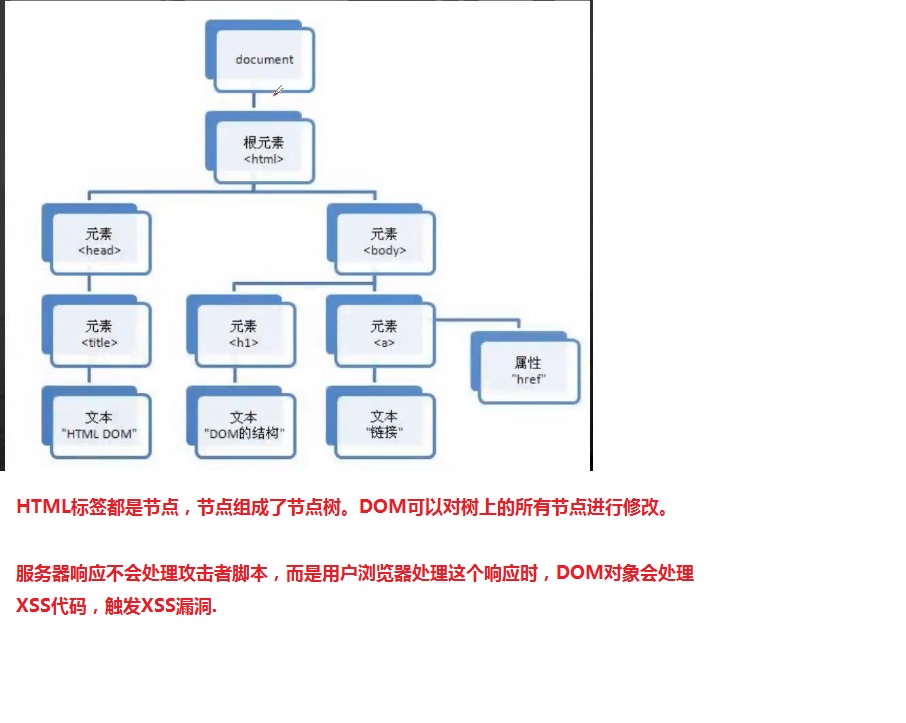 document
根元素
<html>
元素
<head>
元素
<body>
元素
<title>
元素
<h1>
元素
<a>
属性
"href"
文本
"HTML DOM"
文本
"DOM的结构"
文本
"链接"
HTML标签都是节点，节点组成了节点树。DOM可以对树上的所有节点进行修改。
服务器响应不会处理攻击者脚本，而是用户浏览器处理这个响应时，DOM对象会处理
XSS代码，触发XSS漏洞.